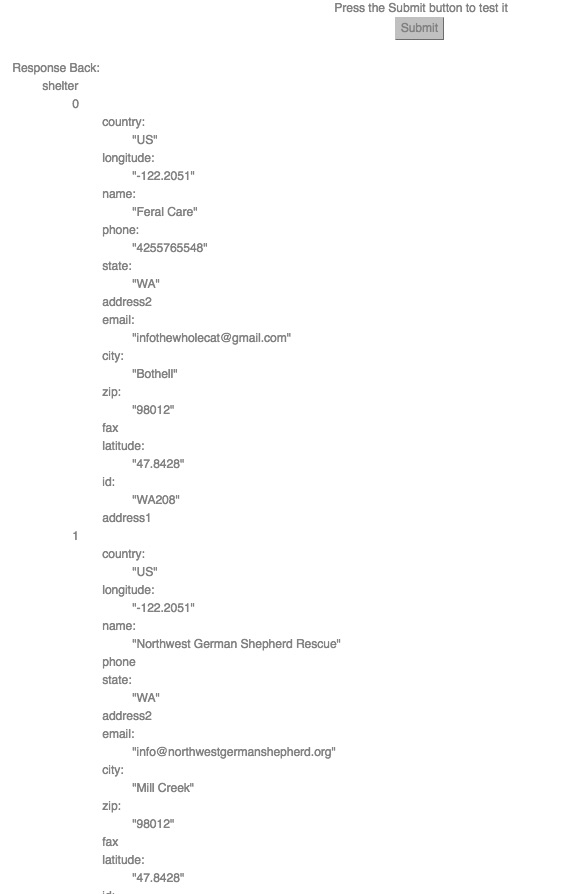 Press the Submit button to test it
Submit
Response Back:
shelter
0
country:
"US"
longitude:
"-122.2051"
name:
"Feral Care"
phone:
"4255765548"
state:
"WA"
address2
email:
"infothewholecat@gmail.com"
city:
"Bothell"
zip:
"98012"
fax
latitude:
"47.8428"
id:
"WA208"
address1
1
country:
"US"
longitude:
"-122.2051"
name:
"Northwest German Shepherd Rescue"
phone
state:
"WA"
address2
email:
"info@northwestgermanshepherd.org"
city:
"Mill Creek"
zip:
"98012"
fax
latitude:
"47.8428"
id: